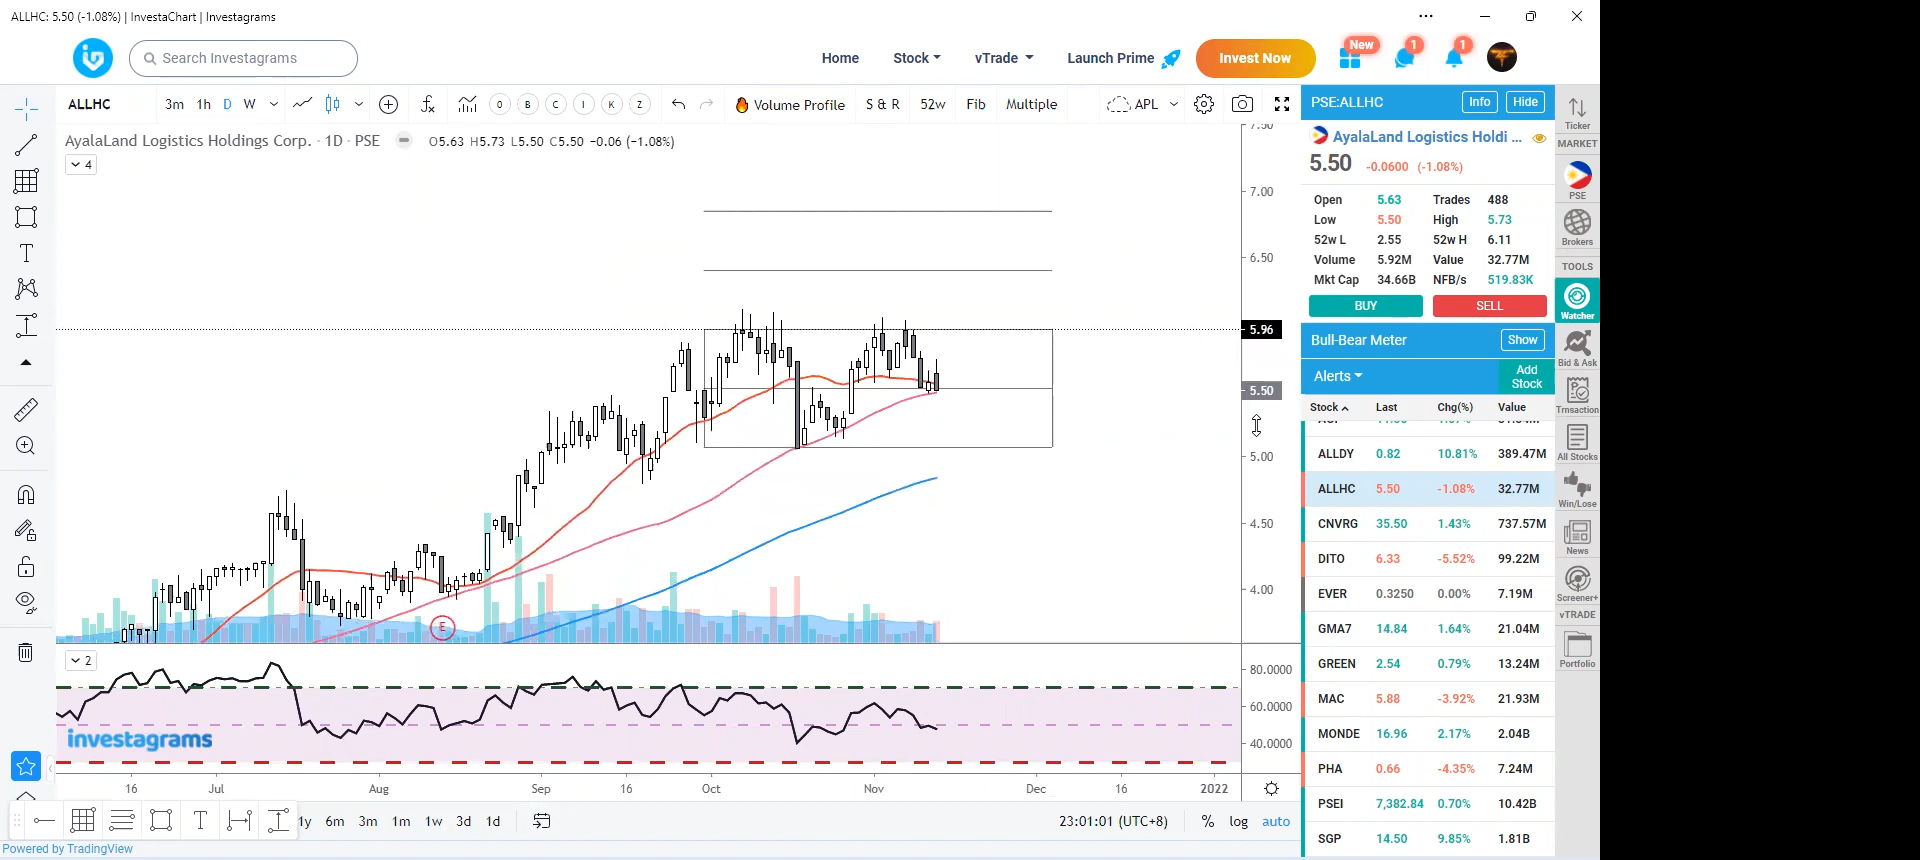 ALLHC: 5.50 (-1.08%) | InvestaChart | Investagrams
Search Investagrams
Home
Stock
vTrade
Launch Prime
Invest Now
New
1
1
ALLHC
3m 1h D W
O B C I K Z
Volume Profile
S & R
52w
Fib
Multiple
APL
AyalaLand Logistics Holdings Corp. · 1D · PSE
O5.63 H5.73 L5.50 C5.50 -0.06 (-1.08%)
4
7.50
7.00
6.50
5.96
5.50
5.00
4.50
4.00
E
2
80.0000
60.0000
40.0000
investagrams
16 Jul Aug Sep 16 Oct Nov Dec 16 2022
1y 6m 3m 1m 1w 3d 1d
23:01:01 (UTC+8)
% log auto
Powered by TradingView
PSE:ALLHC
Info
Hide
AyalaLand Logistics Holdi ...
5.50 -0.0600 (-1.08%)
Open 5.63 Trades 488
Low 5.50 High 5.73
52w L 2.55 52w H 6.11
Volume 5.92M Value 32.77M
Mkt Cap 34.66B NFB/s 519.83K
BUY
SELL
Bull-Bear Meter
Show
Alerts
Add Stock
Stock Last Chg(%) Value
ALLDY 0.82 10.81% 389.47M
ALLHC 5.50 -1.08% 32.77M
CNVRG 35.50 1.43% 737.57M
DITO 6.33 -5.52% 99.22M
EVER 0.3250 0.00% 7.19M
GMA7 14.84 1.64% 21.04M
GREEN 2.54 0.79% 13.24M
MAC 5.88 -3.92% 21.93M
MONDE 16.96 2.17% 2.04B
PHA 0.66 -4.35% 7.24M
PSEI 7,382.84 0.70% 10.42B
SGP 14.50 9.85% 1.81B
Ticker
MARKET
PSE
Brokers
TOOLS
Watcher
Bid & Ask
Trnsaction
All Stocks
Win/Lose
News
Screener+
vTRADE
Portfolio